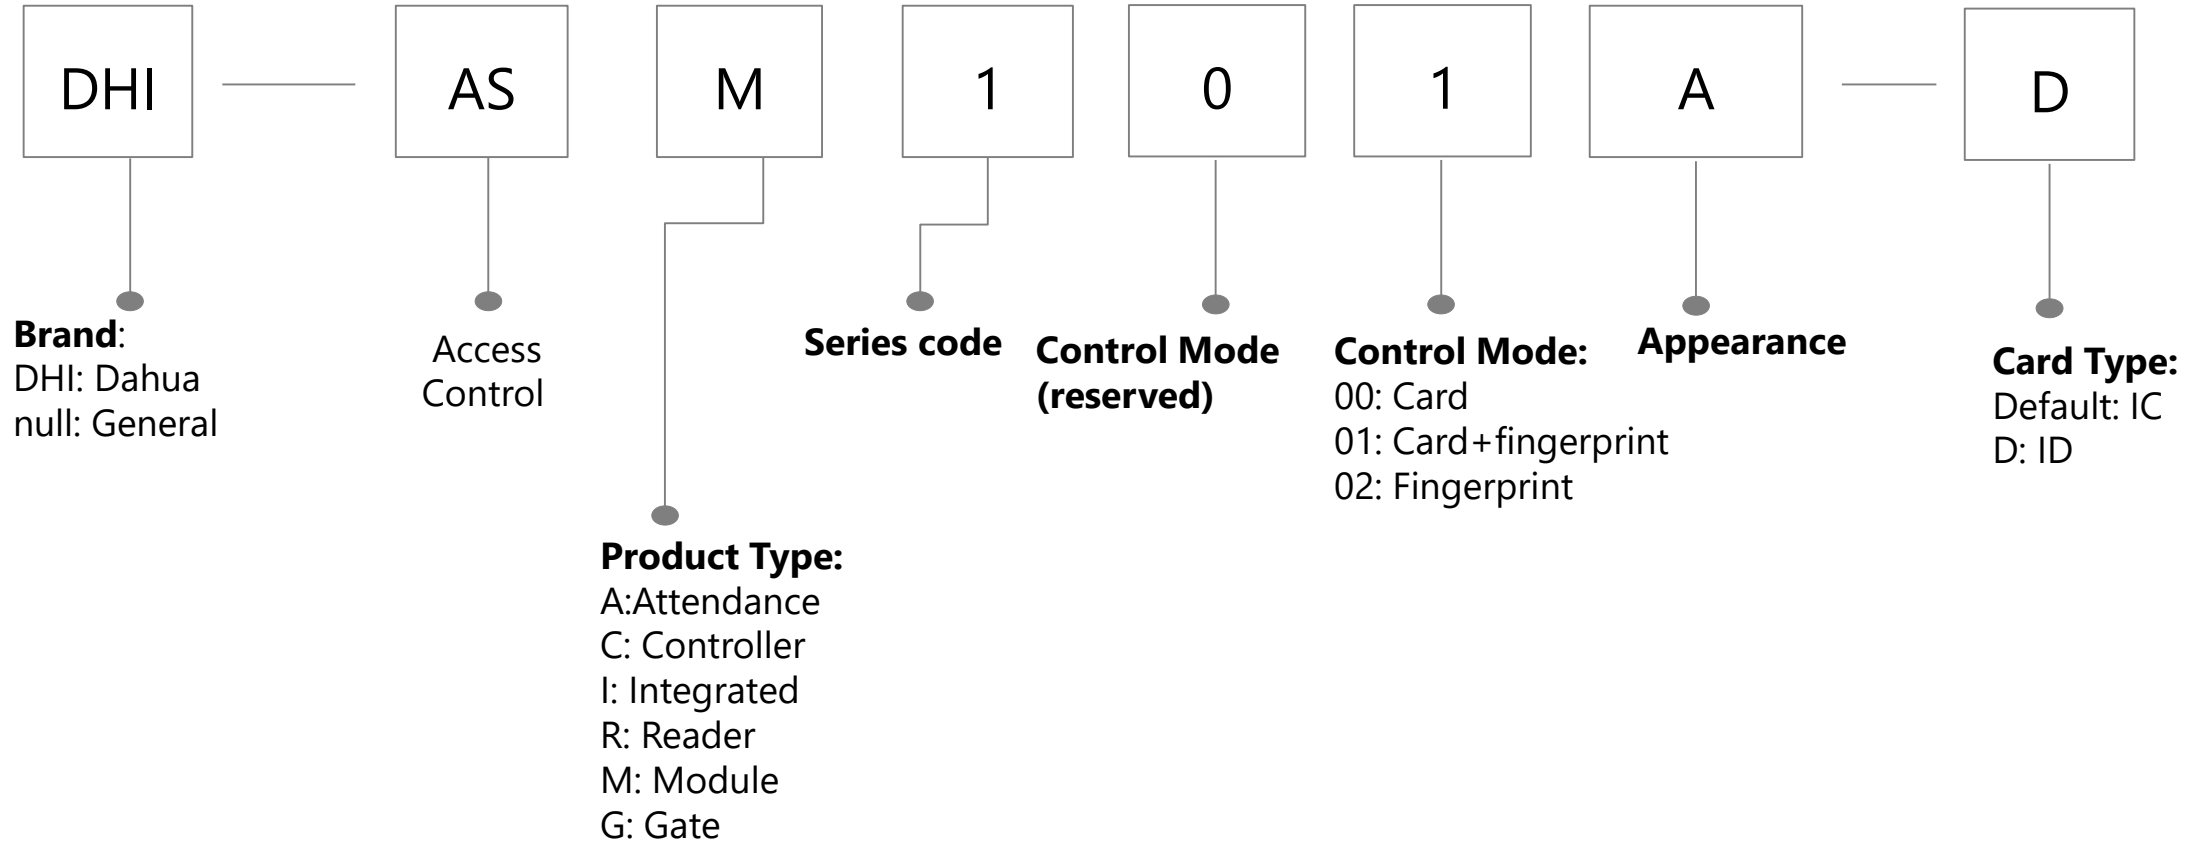 DHI
AS
M
1
0
1
A
D
Brand:
DHI: Dahua
null: General
Access
Control
Product Type:
A:Attendance
C: Controller
I: Integrated
R: Reader
M: Module
G: Gate
Series code
Control Mode
(reserved)
Control Mode:
00: Card
01: Card+fingerprint
02: Fingerprint
Appearance
Card Type:
Default: IC
D: ID